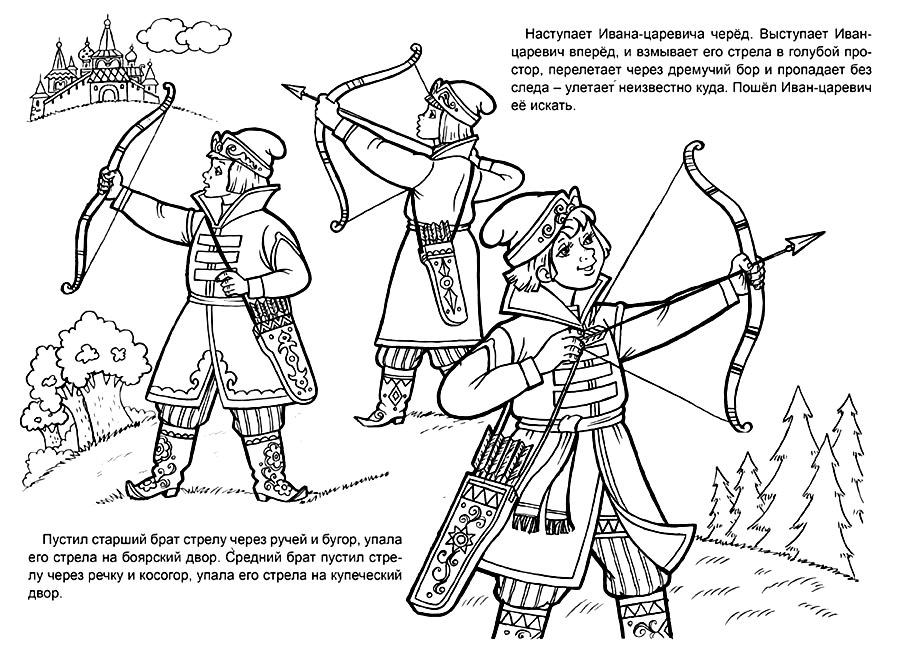 Наступает Ивана-царевича черёд. Выступает Иван-
царевич вперёд, и взмывает его стрела в голубой про-
стор, перелетает через дремучий бор и пропадает без
следа – улетает неизвестно куда. Пошёл Иван-царевич
её искать.
Пустил старший брат стрелу через ручей и бугор, упала
его стрела на боярский двор. Средний брат пустил стре-
лу через речку и косогор, упала его стрела на купеческий
двор.